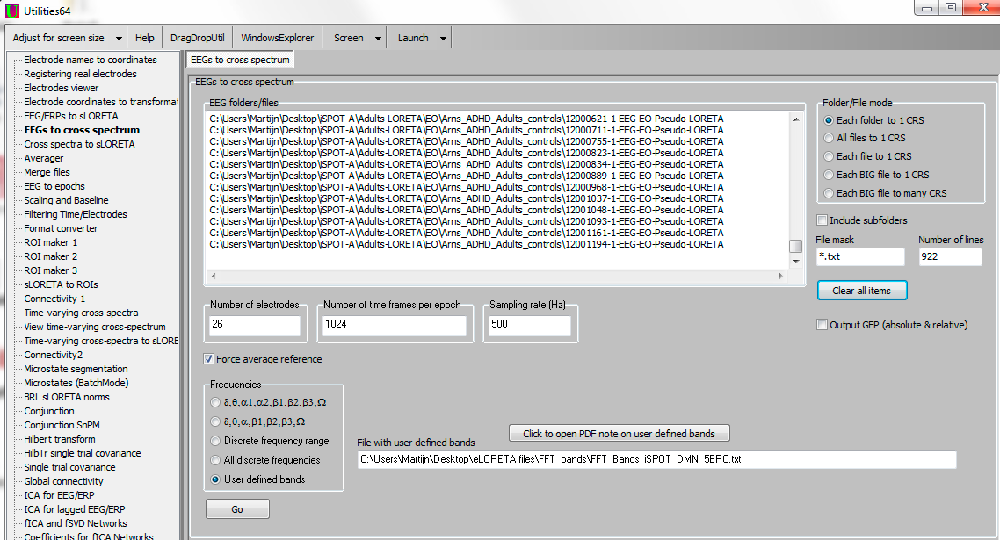 Utilities64
Adjust for screen size Help DragDropUtil WindowsExplorer Screen Launch
Electrode names to coordinates
Registering real electrodes
Electrodes viewer
Electrode coordinates to transformat
EEG/ERPs to sLORETA
EEGs to cross spectrum
Cross spectra to sLORETA
Averager
Merge files
EEG to epochs
Scaling and Baseline
Filtering Time/Electrodes
Format converter
ROI maker 1
ROI maker 2
ROI maker 3
sLORETA to ROIs
Connectivity 1
Time-varying cross-spectra
View time-varying cross-spectrum
Time-varying cross-spectra to sLORE
Connectivity2
Microstate segmentation
Microstates (BatchMode)
BRL sLORETA norms
Conjunction
Conjunction SnPM
Hilbert transform
HilbTr single trial covariance
Single trial covariance
Global connectivity
ICA for EEG/ERP
ICA for lagged EEG/ERP
fICA and fSVD Networks
Coefficients for fICA Networks
EEGs to cross spectrum
EEGs to cross spectrum
EEG folders/files
C:\Users\Martijn\Desktop\iSPOT-A\Adults-LORETA\EO\Arns_ADHD_Adults_controls\12000621-1-EEG-EO-Pseudo-LORETA
C:\Users\Martijn\Desktop\iSPOT-A\Adults-LORETA\EO\Arns_ADHD_Adults_controls\12000711-1-EEG-EO-Pseudo-LORETA
C:\Users\Martijn\Desktop\iSPOT-A\Adults-LORETA\EO\Arns_ADHD_Adults_controls\12000755-1-EEG-EO-Pseudo-LORETA
C:\Users\Martijn\Desktop\iSPOT-A\Adults-LORETA\EO\Arns_ADHD_Adults_controls\12000823-1-EEG-EO-Pseudo-LORETA
C:\Users\Martijn\Desktop\iSPOT-A\Adults-LORETA\EO\Arns_ADHD_Adults_controls\12000834-1-EEG-EO-Pseudo-LORETA
C:\Users\Martijn\Desktop\iSPOT-A\Adults-LORETA\EO\Arns_ADHD_Adults_controls\12000889-1-EEG-EO-Pseudo-LORETA
C:\Users\Martijn\Desktop\iSPOT-A\Adults-LORETA\EO\Arns_ADHD_Adults_controls\12000968-1-EEG-EO-Pseudo-LORETA
C:\Users\Martijn\Desktop\iSPOT-A\Adults-LORETA\EO\Arns_ADHD_Adults_controls\12001037-1-EEG-EO-Pseudo-LORETA
C:\Users\Martijn\Desktop\iSPOT-A\Adults-LORETA\EO\Arns_ADHD_Adults_controls\12001048-1-EEG-EO-Pseudo-LORETA
C:\Users\Martijn\Desktop\iSPOT-A\Adults-LORETA\EO\Arns_ADHD_Adults_controls\12001093-1-EEG-EO-Pseudo-LORETA
C:\Users\Martijn\Desktop\iSPOT-A\Adults-LORETA\EO\Arns_ADHD_Adults_controls\12001161-1-EEG-EO-Pseudo-LORETA
C:\Users\Martijn\Desktop\iSPOT-A\Adults-LORETA\EO\Arns_ADHD_Adults_controls\12001194-1-EEG-EO-Pseudo-LORETA
Folder/File mode
Each folder to 1 CRS
All files to 1 CRS
Each file to 1 CRS
Each BIG file to 1 CRS
Each BIG file to many CRS
Include subfolders
File mask Number of lines
*.txt 922
Clear all items
Output GFP (absolute & relative)
Number of electrodes Number of time frames per epoch Sampling rate (Hz)
26 1024 500
Force average reference
Frequencies
δ,θ,α1,α2,β1,β2,β3,Ω
δ,θ,α,β1,β2,β3,Ω
Discrete frequency range
All discrete frequencies
User defined bands
Click to open PDF note on user defined bands
File with user defined bands
C:\Users\Martijn\Desktop\eLORETA files\FFT_bands\FFT_Bands_iSPOT_DMN_5BRC.txt
Go